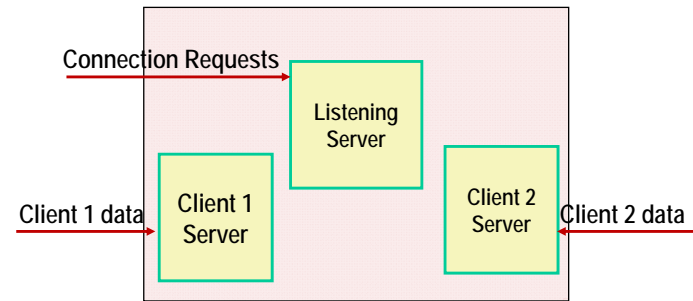 Connection Requests
Listening
Server
Client 1 data
Client 1
Server
Client 2
Server
Client 2 data